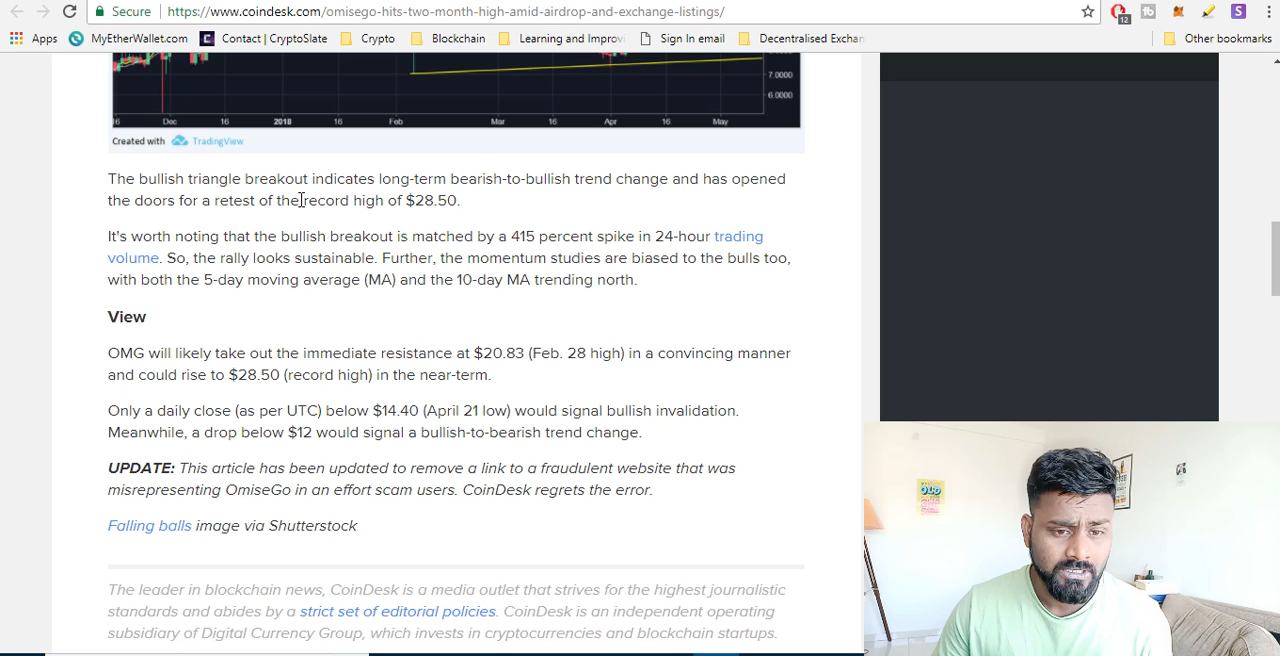 Secure https://www.coindesk.com/omisego-hits-two-month-high-amid-airdrop-and-exchange-listings/
12 fb S
Apps MyEtherWallet.com Contact | CryptoSlate Crypto Blockchain Learning and Improvi Sign In email Decentralised Exchan Other bookmarks
7.0000
6.0000
16 Dec 16 2018 16 Feb Mar 16 Apr 16 May
Created with TradingView
The bullish triangle breakout indicates long-term bearish-to-bullish trend change and has opened
the doors for a retest of the record high of $28.50.
It's worth noting that the bullish breakout is matched by a 415 percent spike in 24-hour trading
volume. So, the rally looks sustainable. Further, the momentum studies are biased to the bulls too,
with both the 5-day moving average (MA) and the 10-day MA trending north.
View
OMG will likely take out the immediate resistance at $20.83 (Feb. 28 high) in a convincing manner
and could rise to $28.50 (record high) in the near-term.
Only a daily close (as per UTC) below $14.40 (April 21 low) would signal bullish invalidation.
Meanwhile, a drop below $12 would signal a bullish-to-bearish trend change.
UPDATE: This article has been updated to remove a link to a fraudulent website that was
misrepresenting OmiseGo in an effort scam users. CoinDesk regrets the error.
Falling balls image via Shutterstock
The leader in blockchain news, CoinDesk is a media outlet that strives for the highest journalistic
standards and abides by a strict set of editorial policies. CoinDesk is an independent operating
subsidiary of Digital Currency Group, which invests in cryptocurrencies and blockchain startups.